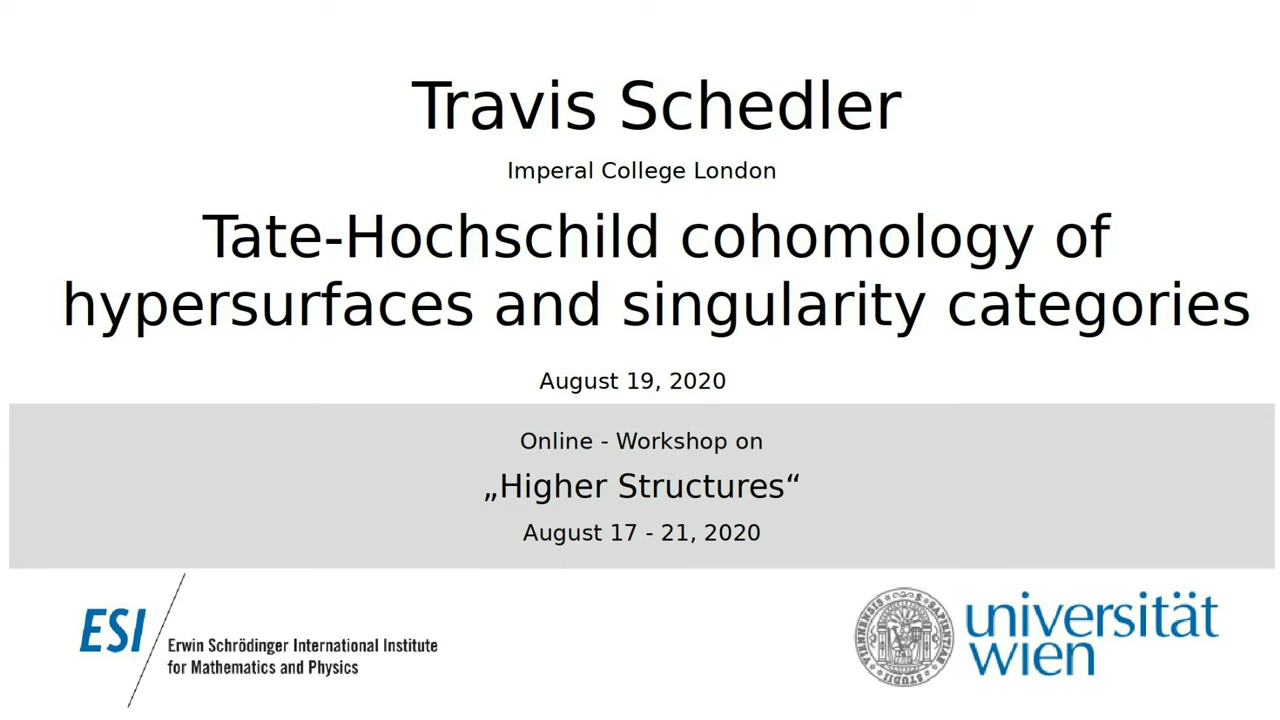 Travis Schedler
Imperal College London
Tate-Hochschild cohomology of
hypersurfaces and singularity categories
August 19, 2020
Online - Workshop on
„Higher Structures“
August 17 - 21, 2020
ESI
Erwin Schrödinger International Institute
for Mathematics and Physics
universität
wien